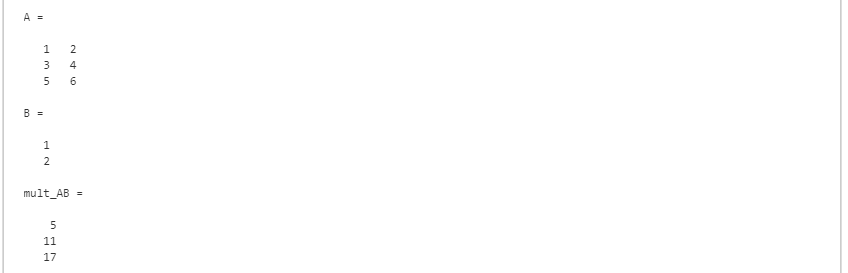 A =
1 2
3 4
5 6
B =
1
2
mult_AB =
5
11
17